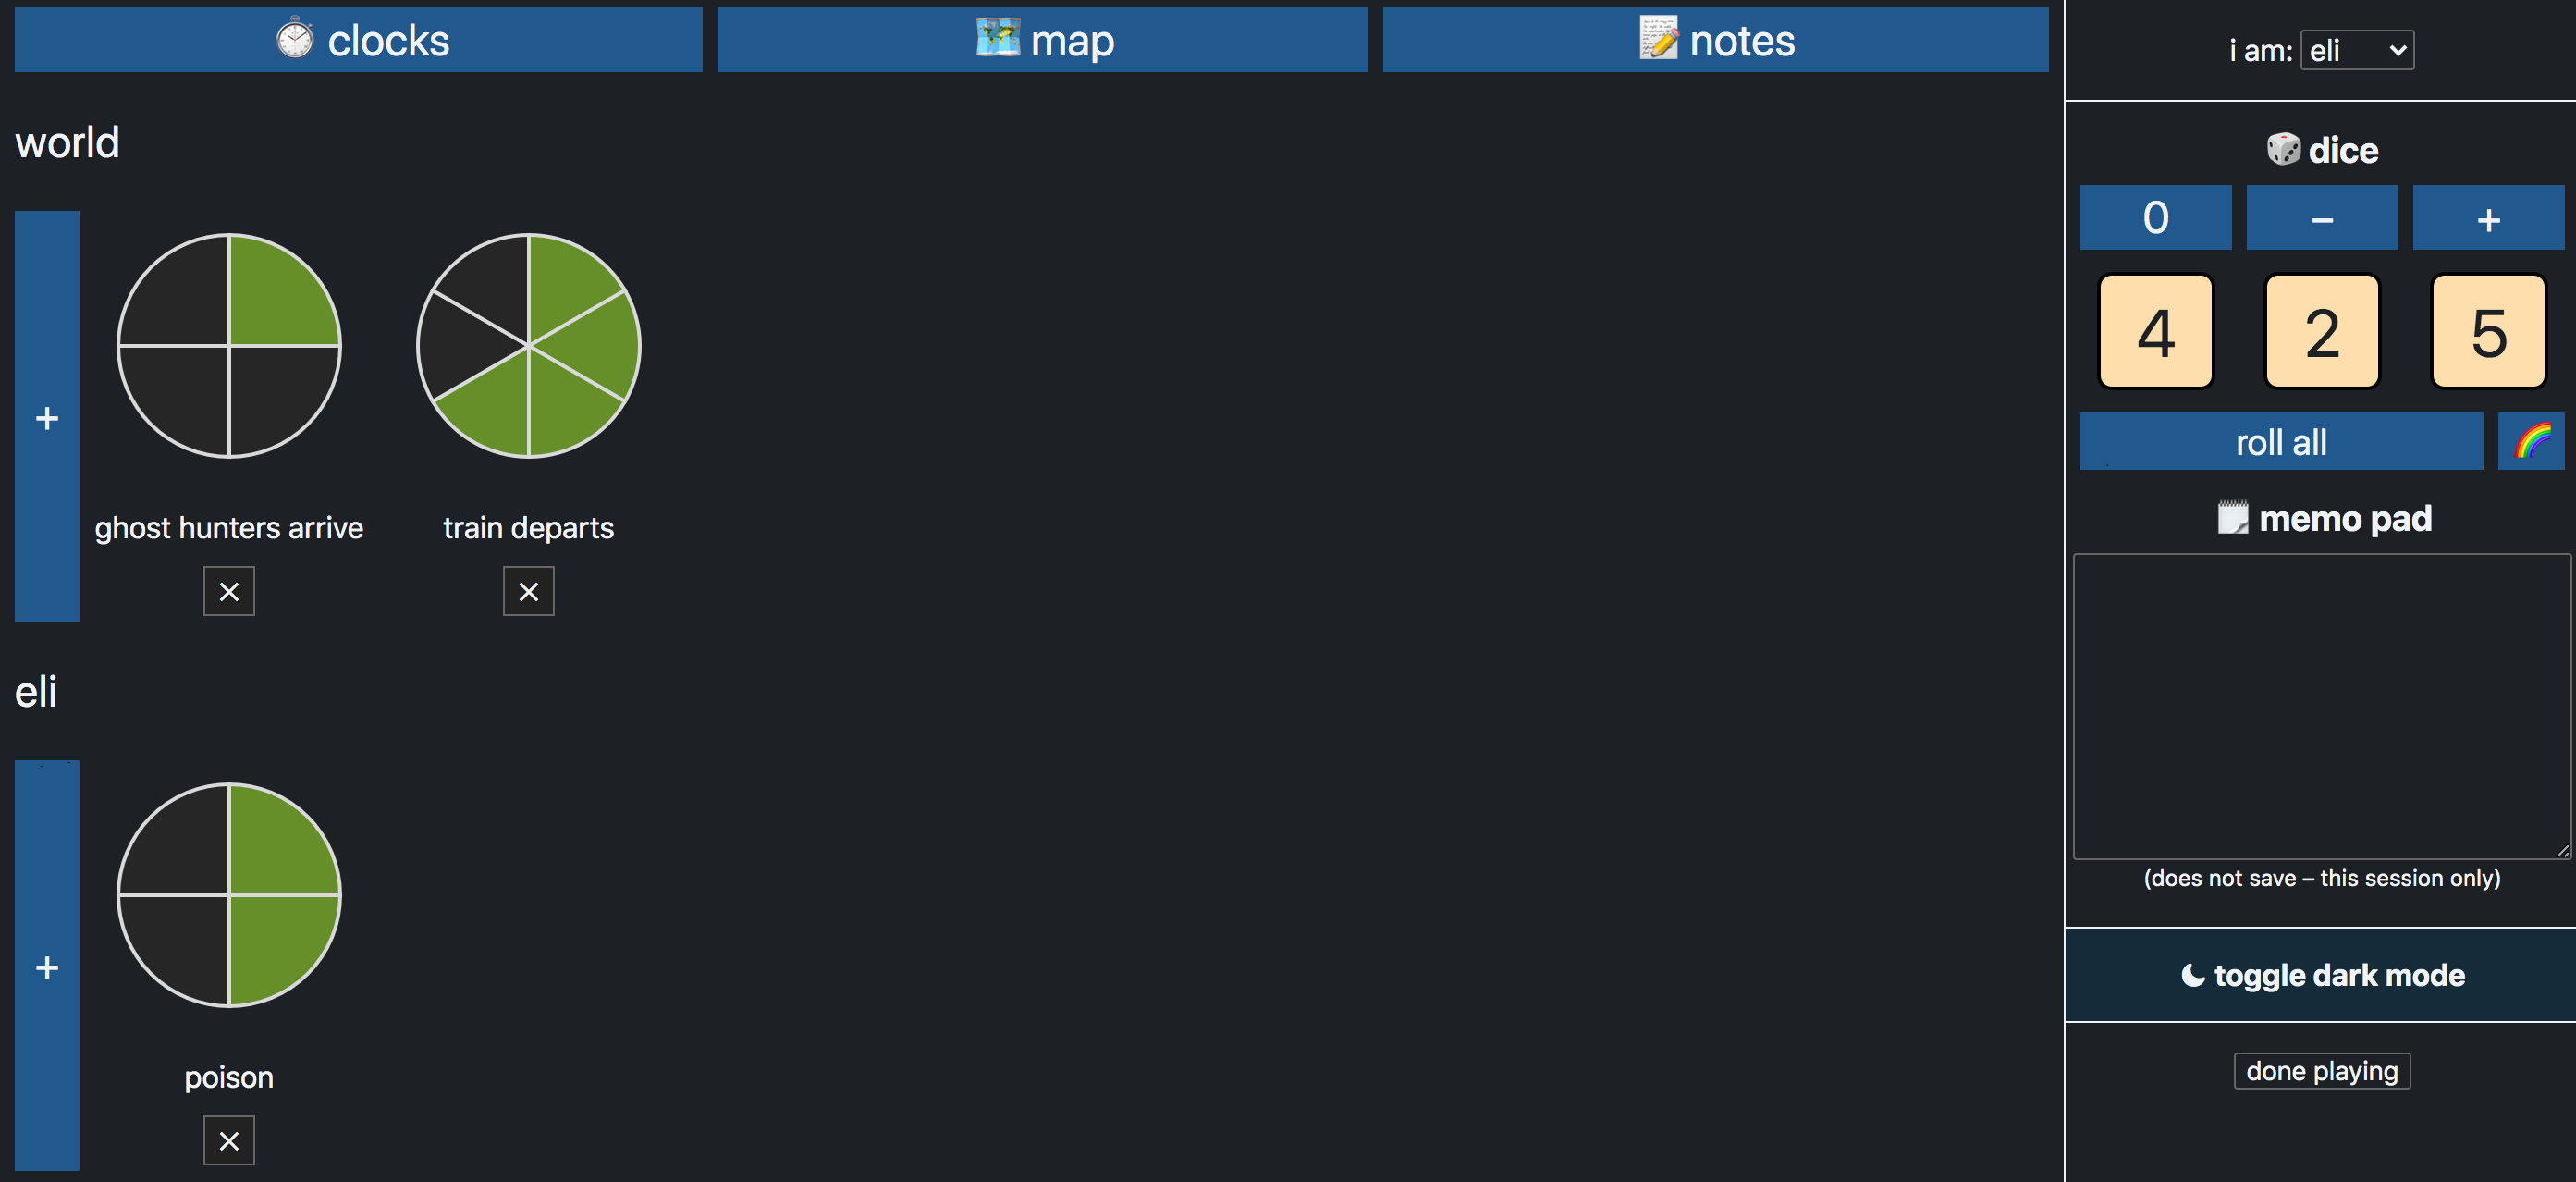 clocks
map
notes
world
+
ghost hunters arrive
train departs
×
×
eli
+
poison
×
i am: eli
dice
0
–
+
4
2
5
roll all
memo pad
(does not save – this session only)
toggle dark mode
done playing